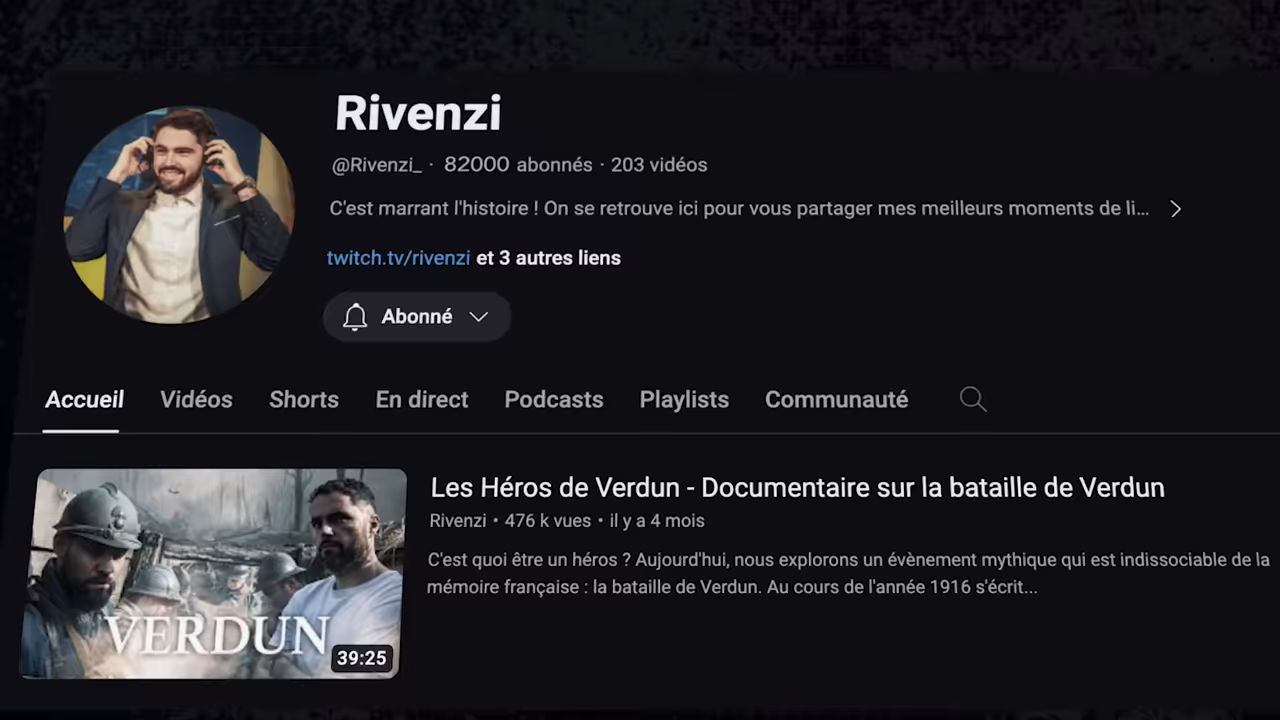 Rivenzi
@Rivenzi_ · 82000 abonnés · 203 vidéos
C'est marrant l'histoire ! On se retrouve ici pour vous partager mes meilleurs moments de li...
twitch.tv/rivenzi et 3 autres liens
Abonné
Accueil Vidéos Shorts En direct Podcasts Playlists Communauté
Les Héros de Verdun - Documentaire sur la bataille de Verdun
Rivenzi • 476 k vues • il y a 4 mois
C'est quoi être un héros ? Aujourd'hui, nous explorons un évènement mythique qui est indissociable de la
mémoire française : la bataille de Verdun. Au cours de l'année 1916 s'écrit...
VERDUN
39:25